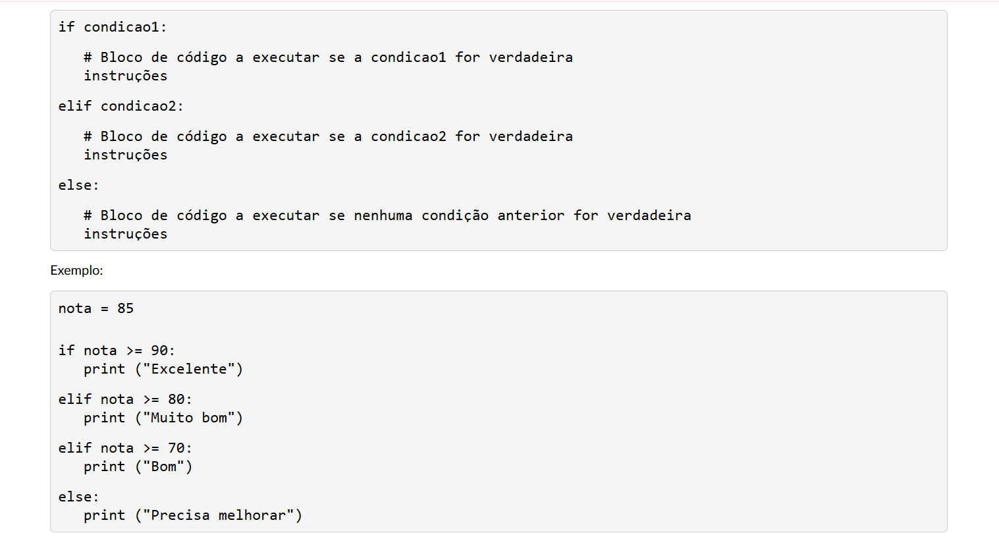 if condicao1:
   # Bloco de código a executar se a condicao1 for verdadeira
   instruções
elif condicao2:
   # Bloco de código a executar se a condicao2 for verdadeira
   instruções
else:
   # Bloco de código a executar se nenhuma condição anterior for verdadeira
   instruções
Exemplo:
nota = 85
if nota >= 90:
   print ("Excelente")
elif nota >= 80:
   print ("Muito bom")
elif nota >= 70:
   print ("Bom")
else:
   print ("Precisa melhorar")